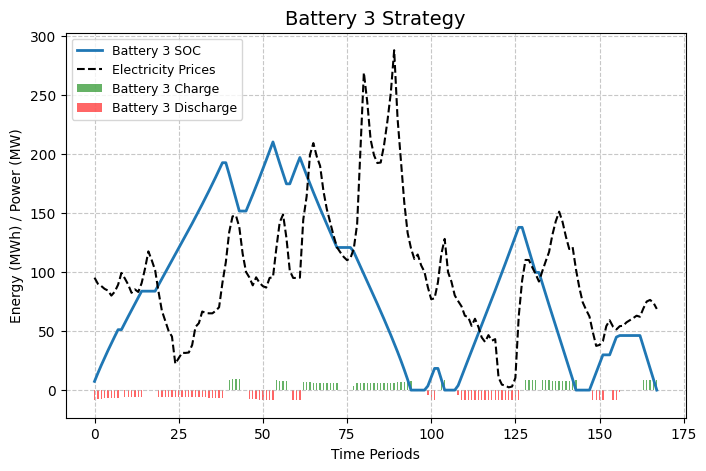 Battery 3 Strategy
Battery 3 SOC
Electricity Prices
Battery 3 Charge
Battery 3 Discharge
Energy (MWh) / Power (MW)
300
250
200
150
100
50
0
0 25 50 75 100 125 150 175
Time Periods